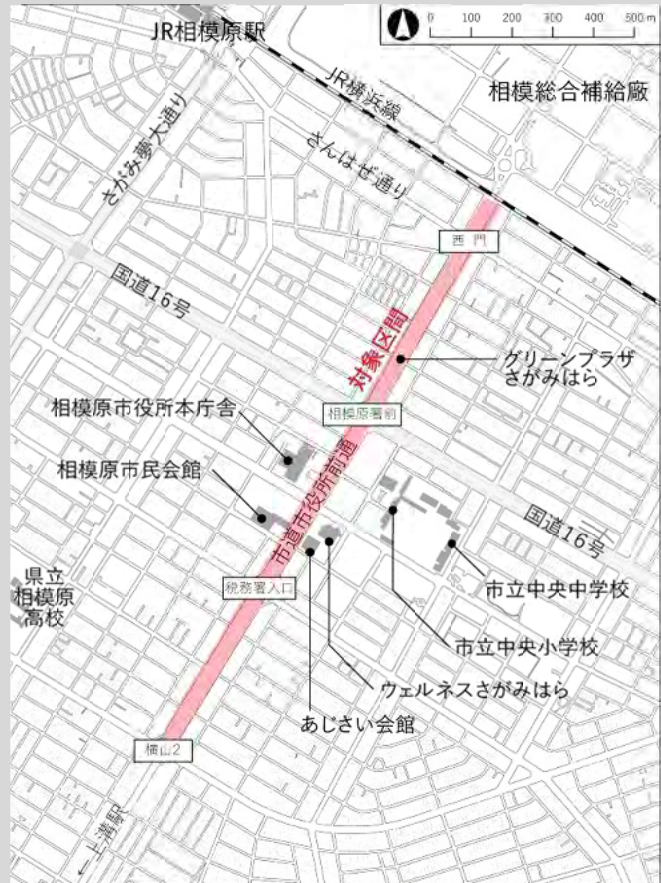 JR相模原駅
0 100 200 300 400 500m
JR横浜線
相模総合補給廠
さがみ夢大通り
さんはぜ通り
西門
国道16号
対象区間
グリーンプラザ
さがみはら
相模原市役所本庁舎
相模原署前
相模原市民会館
市道市役所前通
国道16号
県立
相模原
高校
税務署入口
市立中央中学校
市立中央小学校
ウェルネスさがみはら
あじさい会館
横山2
←上溝駅